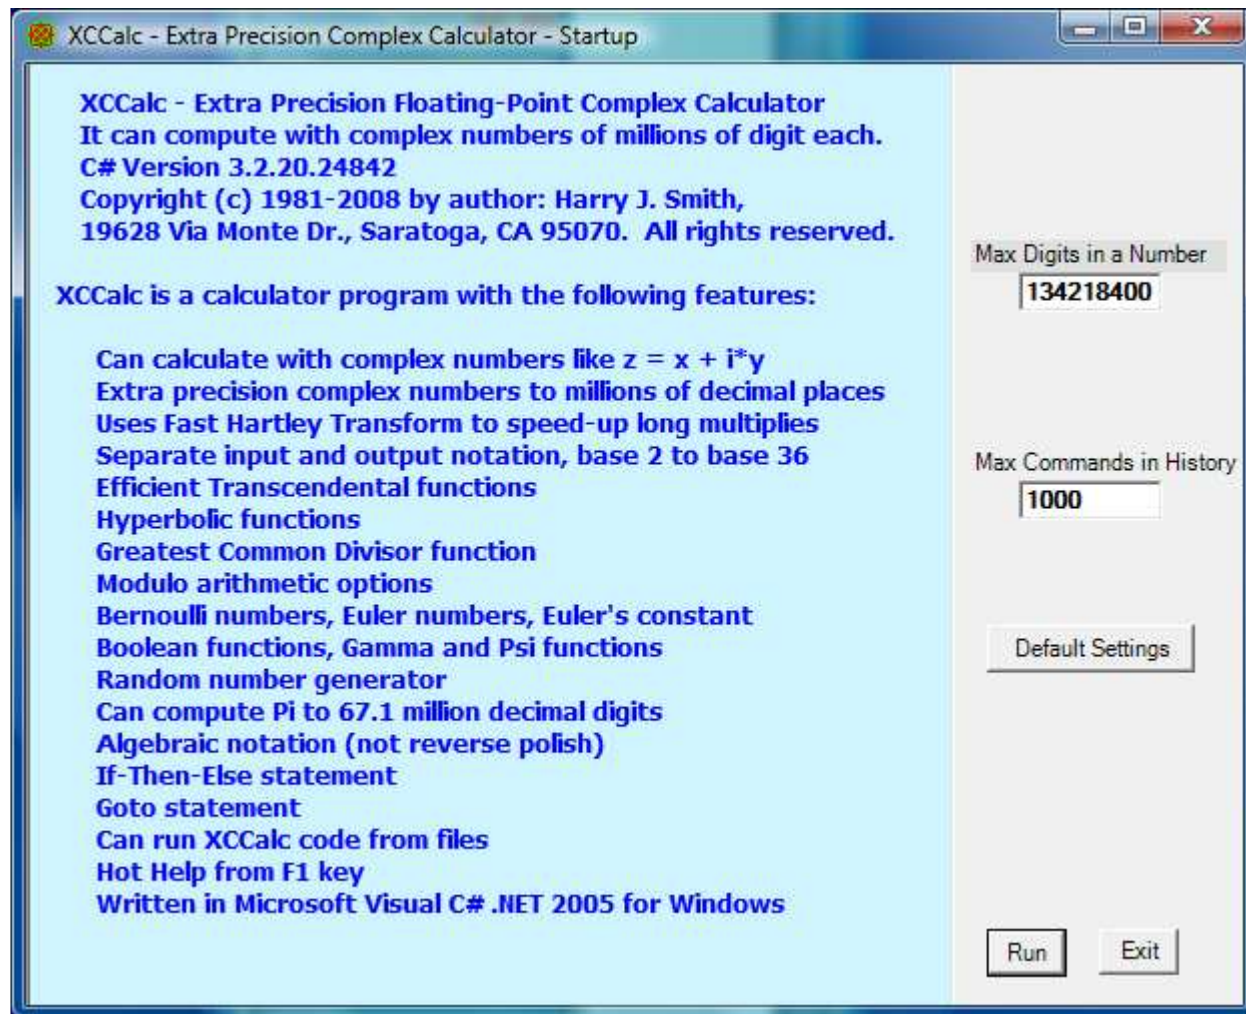 XCCalc - Extra Precision Complex Calculator - Startup
XCCalc - Extra Precision Floating-Point Complex Calculator
It can compute with complex numbers of millions of digit each.
C# Version 3.2.20.24842
Copyright (c) 1981-2008 by author: Harry J. Smith,
19628 Via Monte Dr., Saratoga, CA 95070.  All rights reserved.
XCCalc is a calculator program with the following features:
Can calculate with complex numbers like z = x + i*y
Extra precision complex numbers to millions of decimal places
Uses Fast Hartley Transform to speed-up long multiplies
Separate input and output notation, base 2 to base 36
Efficient Transcendental functions
Hyperbolic functions
Greatest Common Divisor function
Modulo arithmetic options
Bernoulli numbers, Euler numbers, Euler's constant
Boolean functions, Gamma and Psi functions
Random number generator
Can compute Pi to 67.1 million decimal digits
Algebraic notation (not reverse polish)
If-Then-Else statement
Goto statement
Can run XCCalc code from files
Hot Help from F1 key
Written in Microsoft Visual C# .NET 2005 for Windows
Max Digits in a Number
134218400
Max Commands in History
1000
Default Settings
Run
Exit